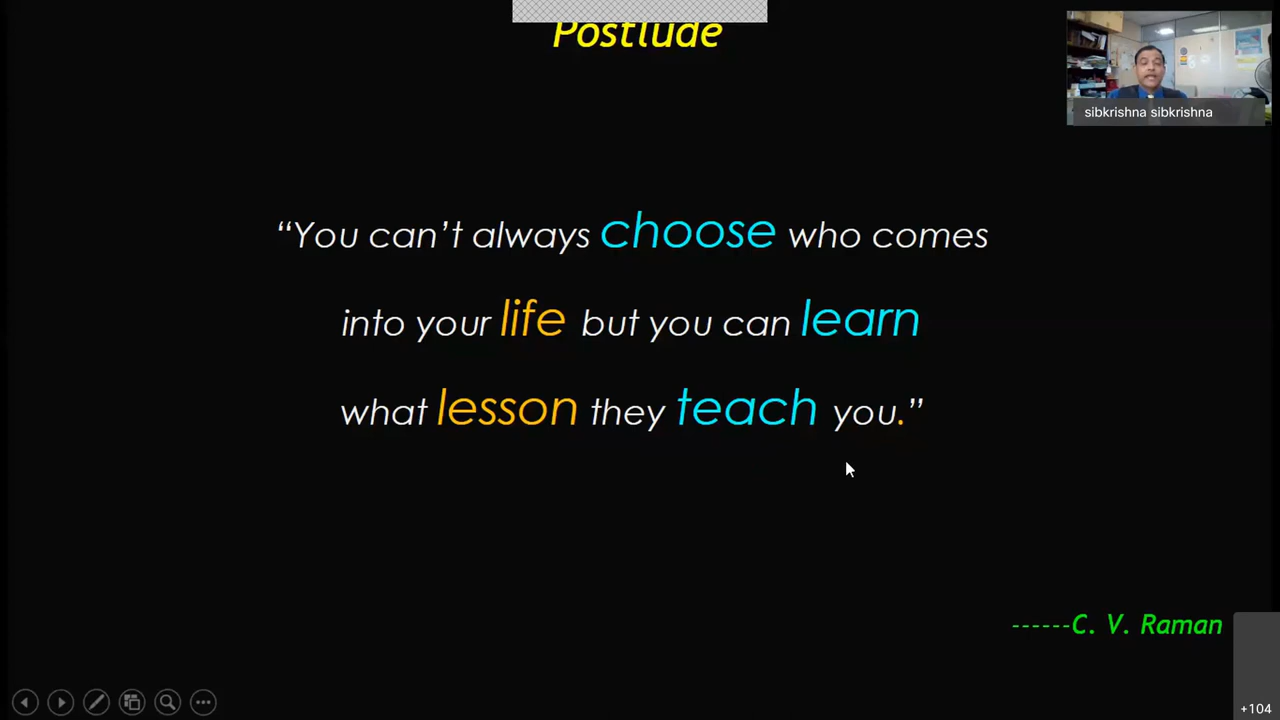 Postlude
sibkrishna sibkrishna
“You can’t always choose who comes
into your life but you can learn
what lesson they teach you.”
------C. V. Raman
+104